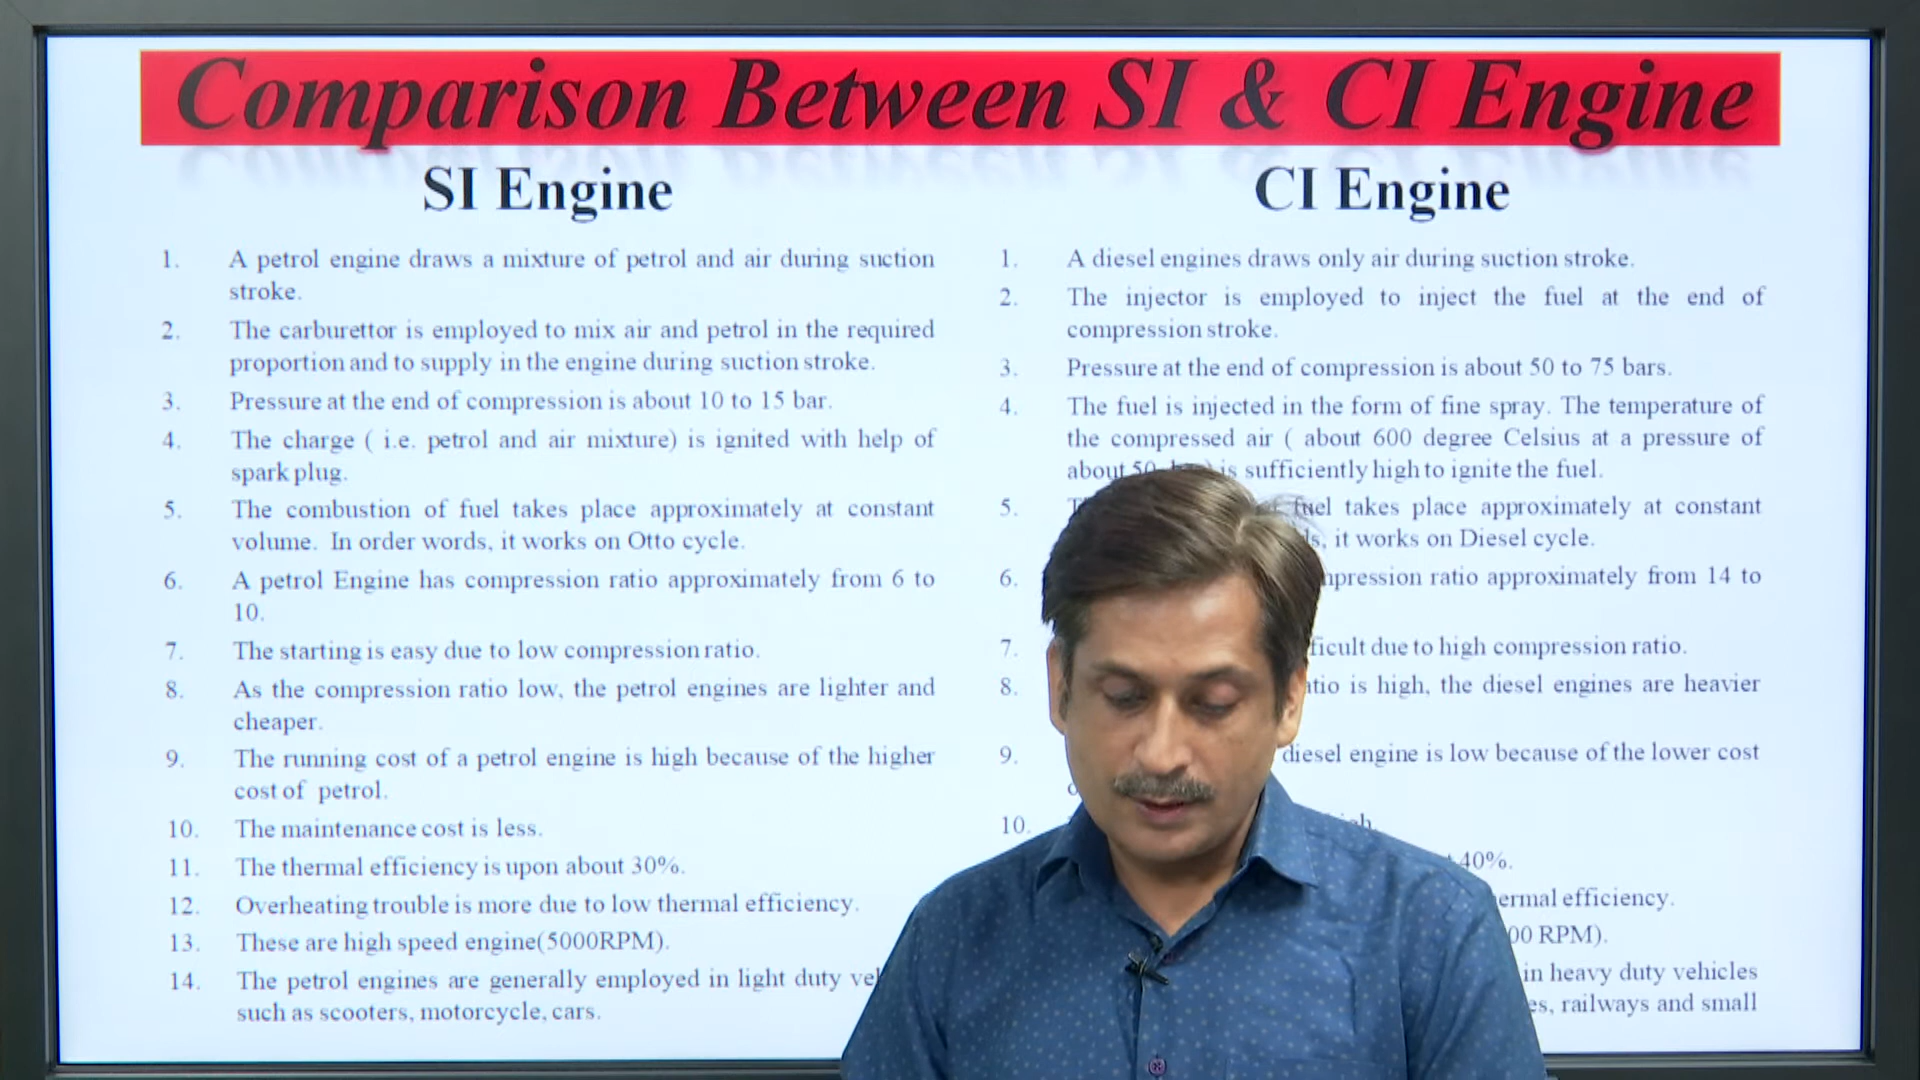 Comparison Between SI & CI Engine
SI Engine
1. A petrol engine draws a mixture of petrol and air during suction
stroke.
2. The carburettor is employed to mix air and petrol in the required
proportion and to supply in the engine during suction stroke.
3. Pressure at the end of compression is about 10 to 15 bar.
4. The charge ( i.e. petrol and air mixture) is ignited with help of
spark plug.
5. The combustion of fuel takes place approximately at constant
volume. In order words, it works on Otto cycle.
6. A petrol Engine has compression ratio approximately from 6 to
10.
7. The starting is easy due to low compression ratio.
8. As the compression ratio low, the petrol engines are lighter and
cheaper.
9. The running cost of a petrol engine is high because of the higher
cost of petrol.
10. The maintenance cost is less.
11. The thermal efficiency is upon about 30%.
12. Overheating trouble is more due to low thermal efficiency.
13. These are high speed engine(5000RPM).
14. The petrol engines are generally employed in light duty
such as scooters, motorcycle, cars.
CI Engine
1. A diesel engines draws only air during suction stroke.
2. The injector is employed to inject the fuel at the end of
compression stroke.
3. Pressure at the end of compression is about 50 to 75 bars.
4. The fuel is injected in the form of fine spray. The temperature of
the compressed air ( about 600 degree Celsius at a pressure of
about 50 is sufficiently high to ignite the fuel.
5. fuel takes place approximately at constant
it works on Diesel cycle.
6. ratio approximately from 14 to
7. due to high compression ratio.
8. is high, the diesel engines are heavier
9. diesel engine is low because of the lower cost
10.
40%.
efficiency.
RPM).
in heavy duty vehicles
railways and small